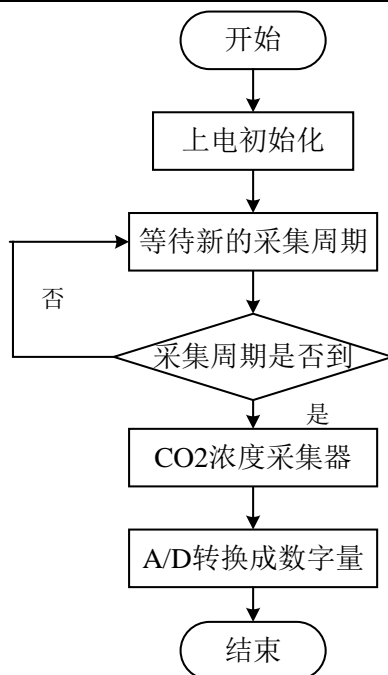 开始
上电初始化
等待新的采集周期
否
采集周期是否到
是
CO2浓度采集器
A/D转换成数字量
结束